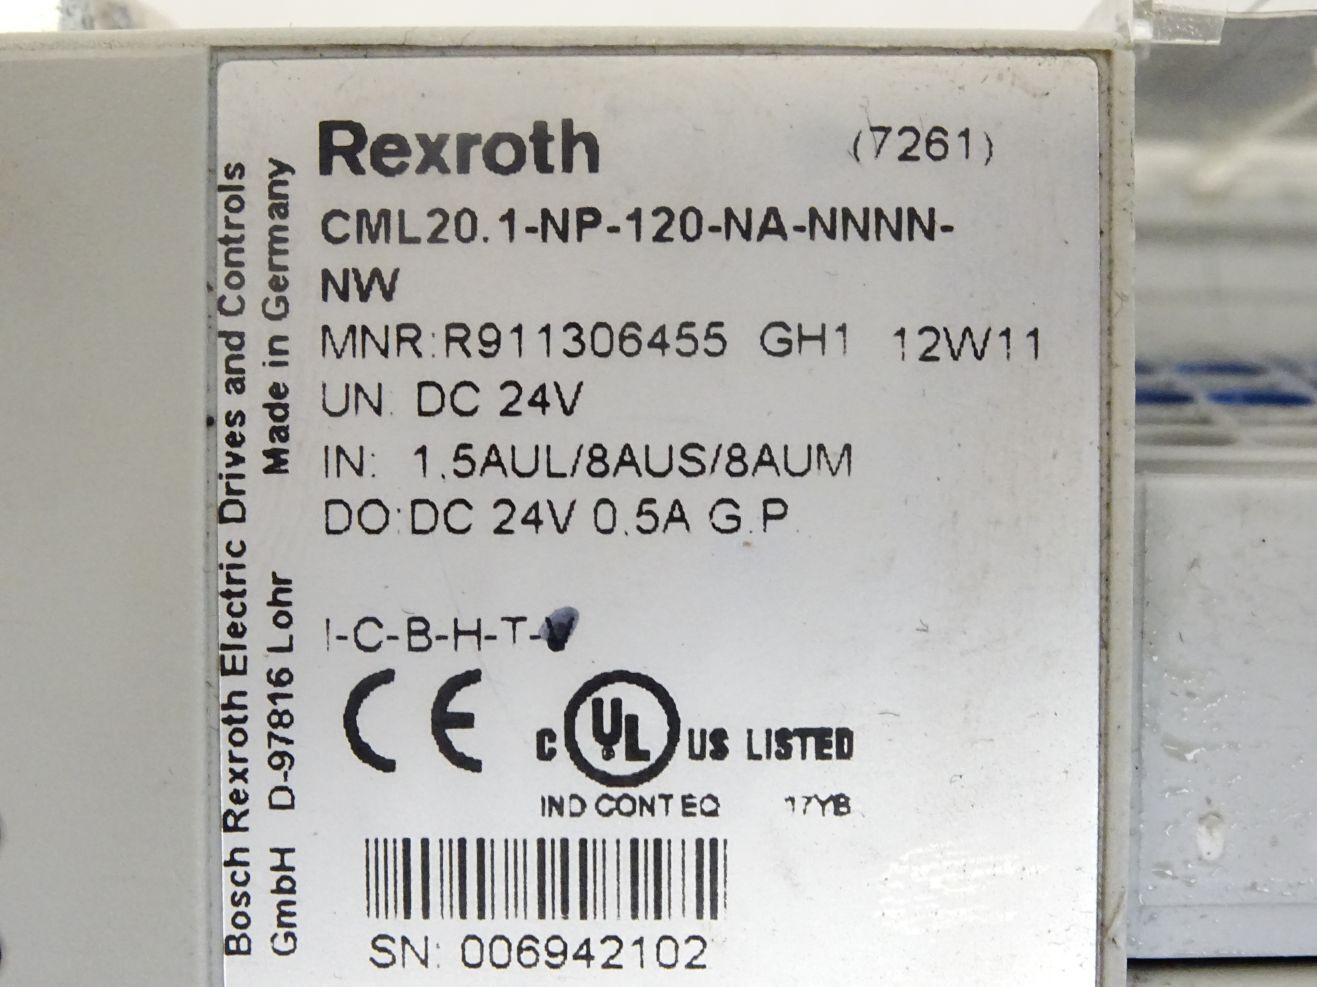 Rexroth (7261)
CML20.1-NP-120-NA-NNNN-
NW
MNR:R911306455 GH1 12W11
UN: DC 24V
IN: 1.5AUL/8AUS/8AUM
DO:DC 24V 0.5A G.P.
I-C-B-H-T-V
CE C UL US LISTED
IND CONT EQ 17YB
SN: 006942102
Bosch Rexroth Electric Drives and Controls
GmbH D-97816 Lohr Made in Germany